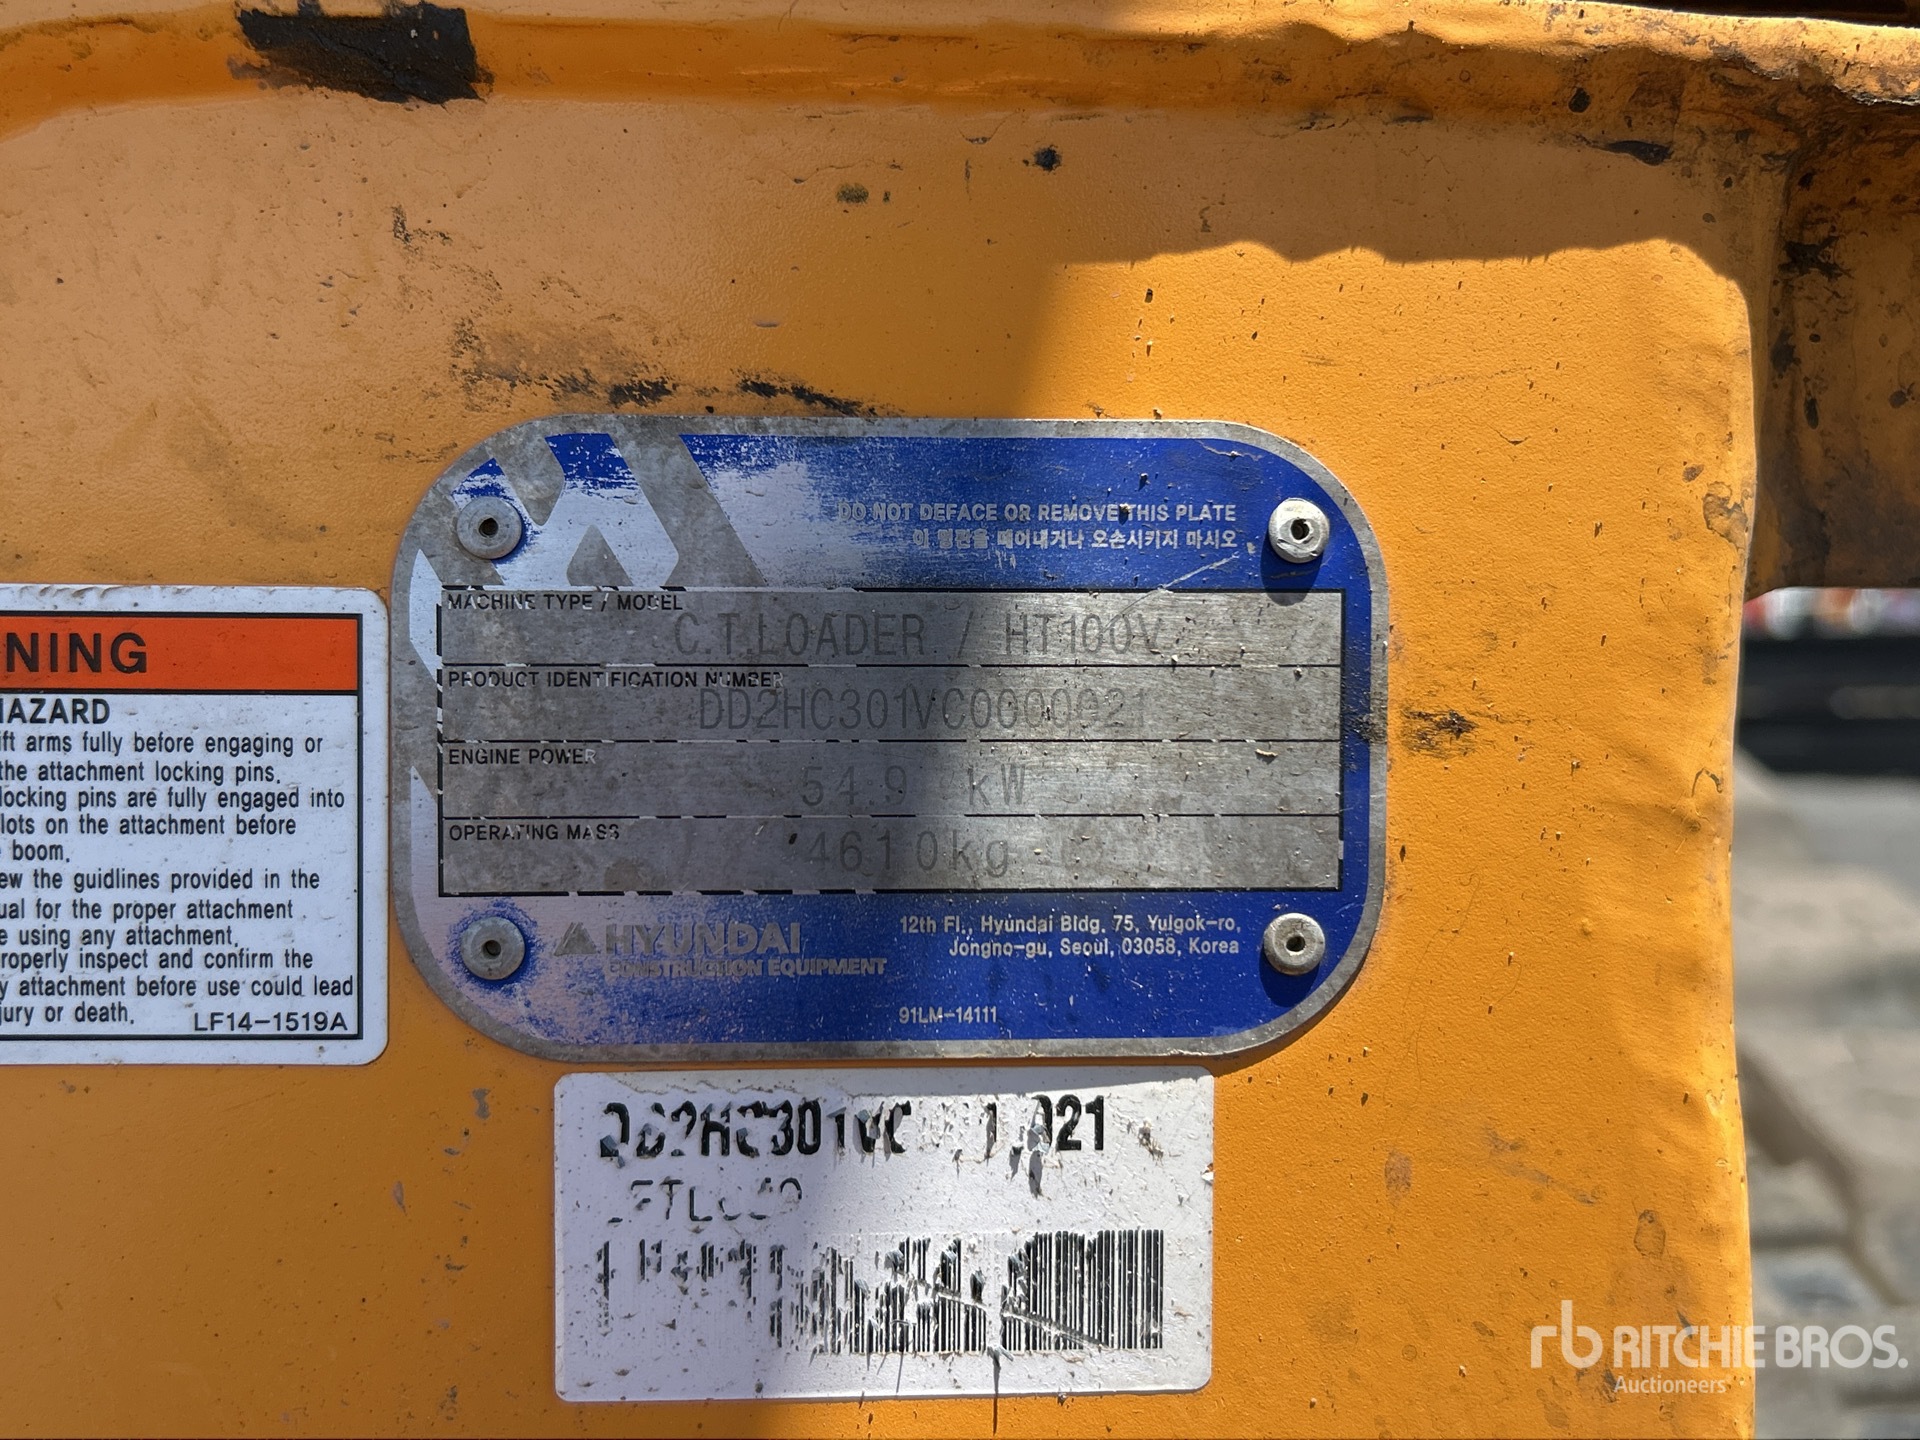 NING
HAZARD
ift arms fully before engaging or
the attachment locking pins.
locking pins are fully engaged into
lots on the attachment before
e boom.
ew the guidlines provided in the
ual for the proper attachment
e using any attachment.
roperly inspect and confirm the
y attachment before use could lead
jury or death.
LF14-1519A
DO NOT DEFACE OR REMOVE THIS PLATE
이 명판을 떼어내거나 오손시키지 마시오
MACHINE TYPE / MODEL
C.T.LOADER / HT100V
PRODUCT IDENTIFICATION NUMBER
DD2HC301VC0000021
ENGINE POWER
54.9 kW
OPERATING MASS
4610kg
HYUNDAI
CONSTRUCTION EQUIPMENT
12th Fl., Hyundai Bldg. 75, Yulgok-ro,
Jongno-gu, Seoul, 03058, Korea
91LM-14111
DD2HC301VC 021
rb RITCHIE BROS.
Auctioneers